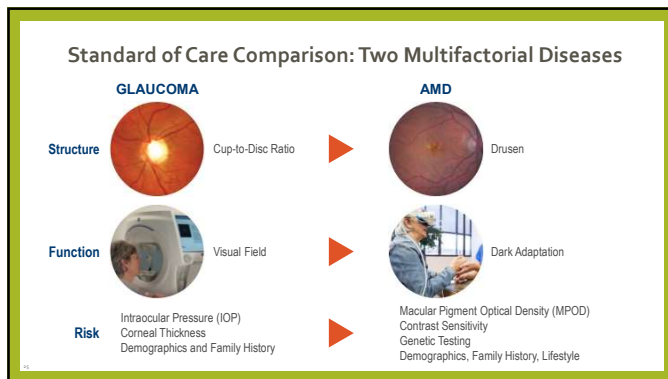 Standard of Care Comparison: Two Multifactorial Diseases
GLAUCOMA
AMD
Structure
Cup-to-Disc Ratio
Drusen
Function
Visual Field
Dark Adaptation
Risk
Intraocular Pressure (IOP)
Corneal Thickness
Demographics and Family History
Macular Pigment Optical Density (MPOD)
Contrast Sensitivity
Genetic Testing
Demographics, Family History, Lifestyle